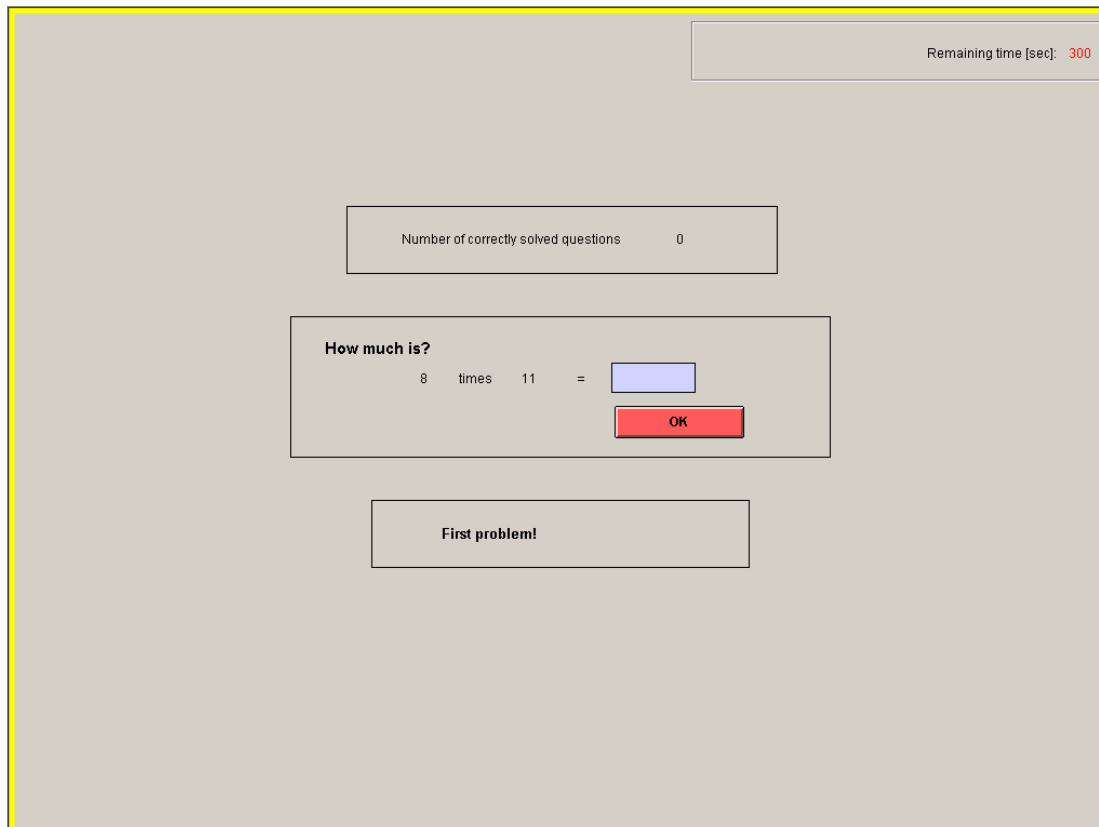 Remaining time [sec]: 300
Number of correctly solved questions 0
How much is?
8 times 11 =
OK
First problem!